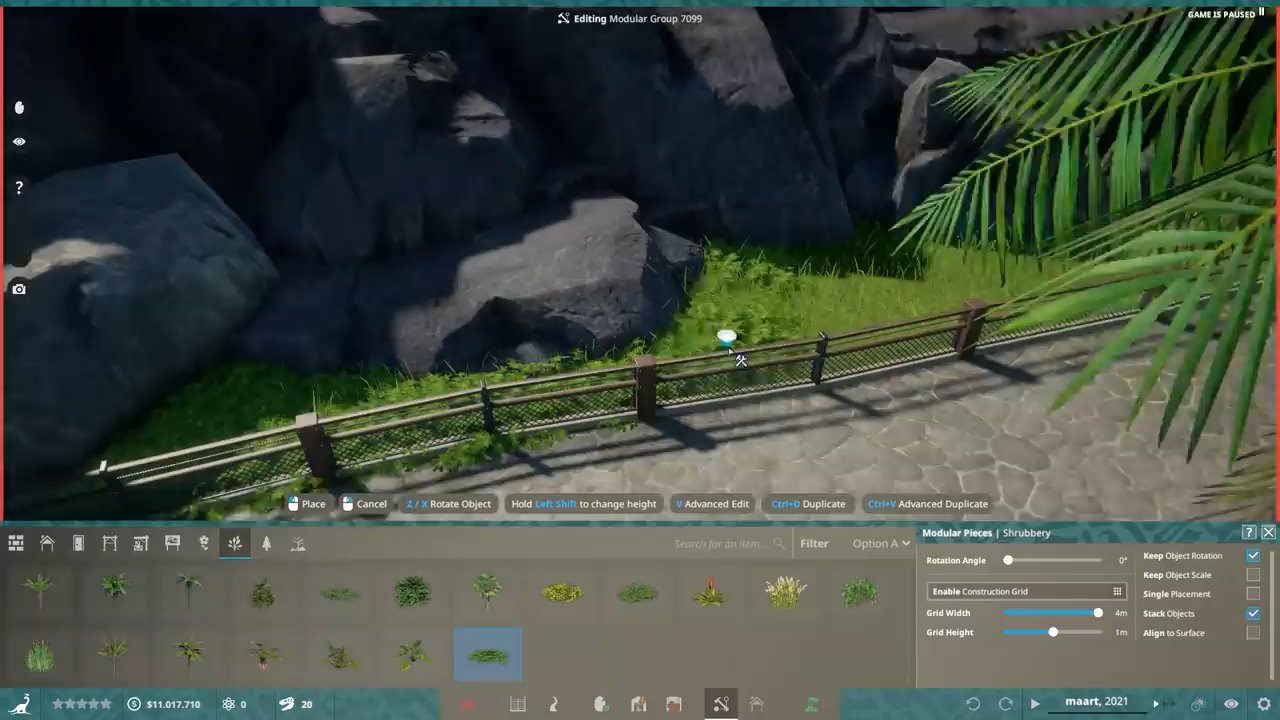 Editing Modular Group 7099
GAME IS PAUSED
?
Place
Cancel
Z / X Rotate Object
Hold Left Shift to change height
V Advanced Edit
Ctrl+D Duplicate
Ctrl+V Advanced Duplicate
Search for an item...
Filter
Option A
Modular Pieces | Shrubbery
?
Rotation Angle
0°
Enable Construction Grid
Grid Width
4m
Grid Height
1m
Keep Object Rotation
Keep Object Scale
Single Placement
Stack Objects
Align to Surface
$11.017.710
0
20
maart, 2021